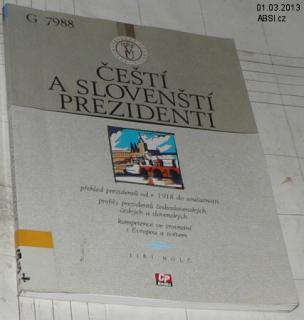 01.03.2013
ABSI.cz
G 7988
ČEŠTÍ
A SLOVENŠTÍ
PREZIDENTI
přehled prezidentů od r. 1918 do současnosti
profily prezidentů československých,
českých a slovenských
kompetence ve srovnání
s Evropou a světem
JIŘÍ HOLÝ
CP